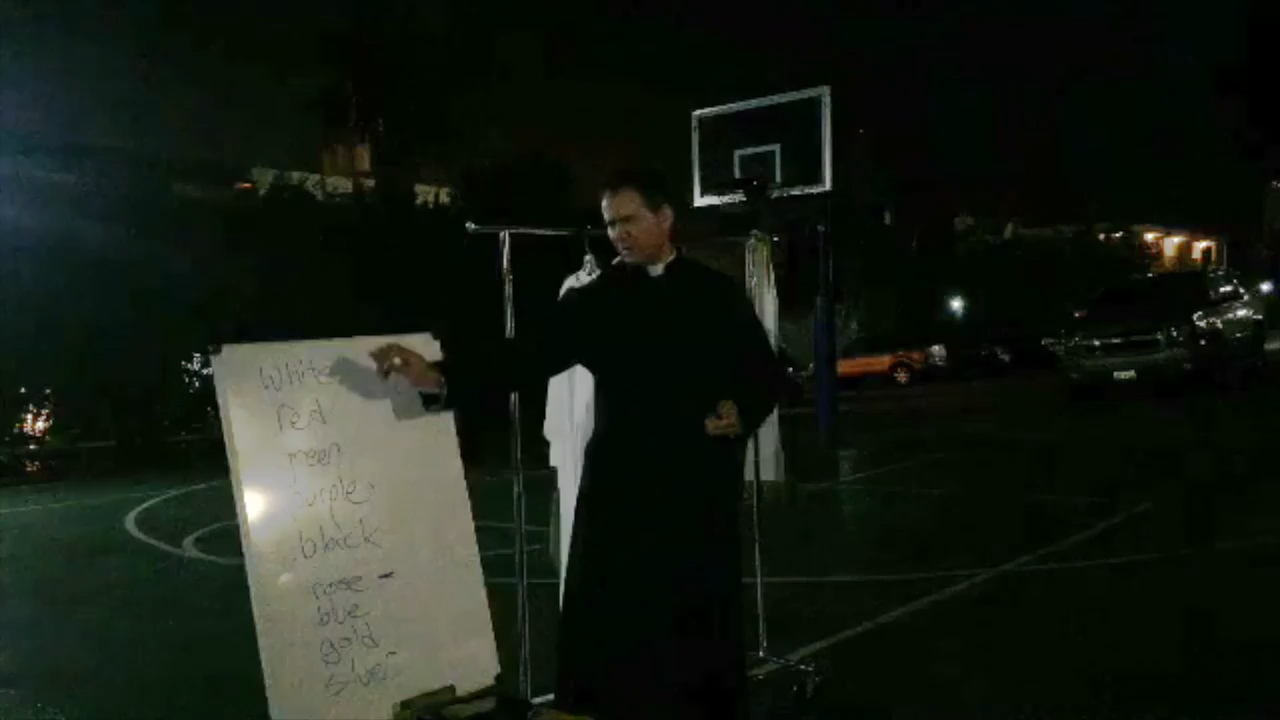 White
red
green
purple
black
rose -
blue
gold
silver